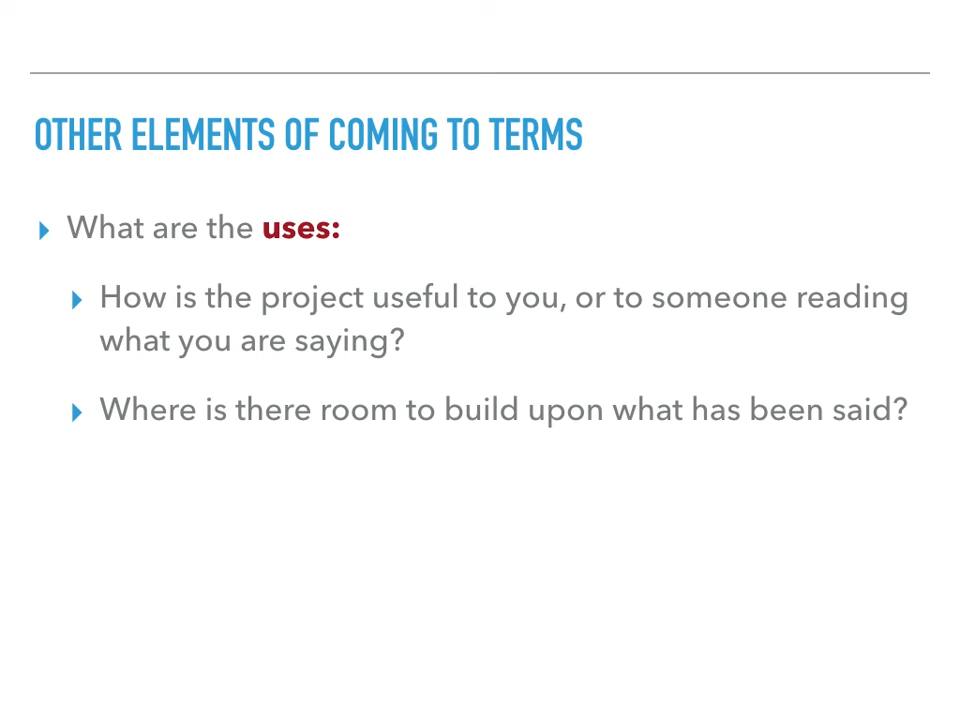 OTHER ELEMENTS OF COMING TO TERMS
What are the uses:
How is the project useful to you, or to someone reading
what you are saying?
Where is there room to build upon what has been said?